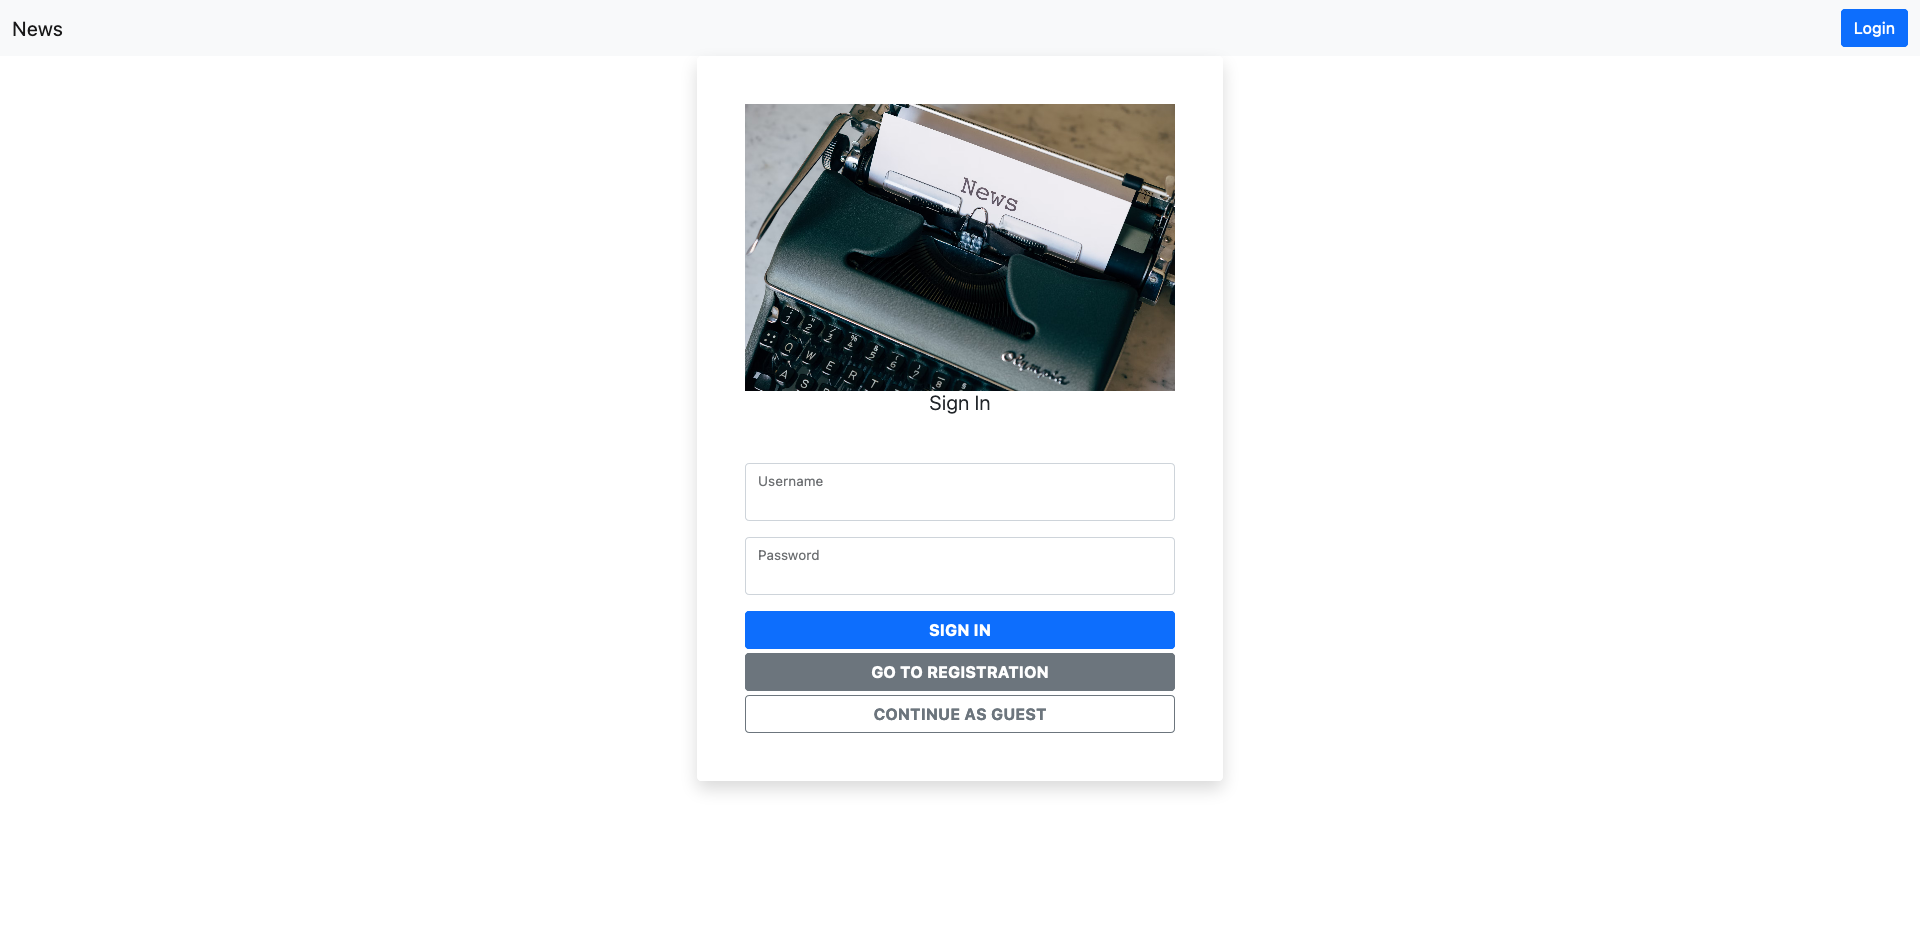 News
Login
News
Olympia
Sign In
Username
Password
SIGN IN
GO TO REGISTRATION
CONTINUE AS GUEST